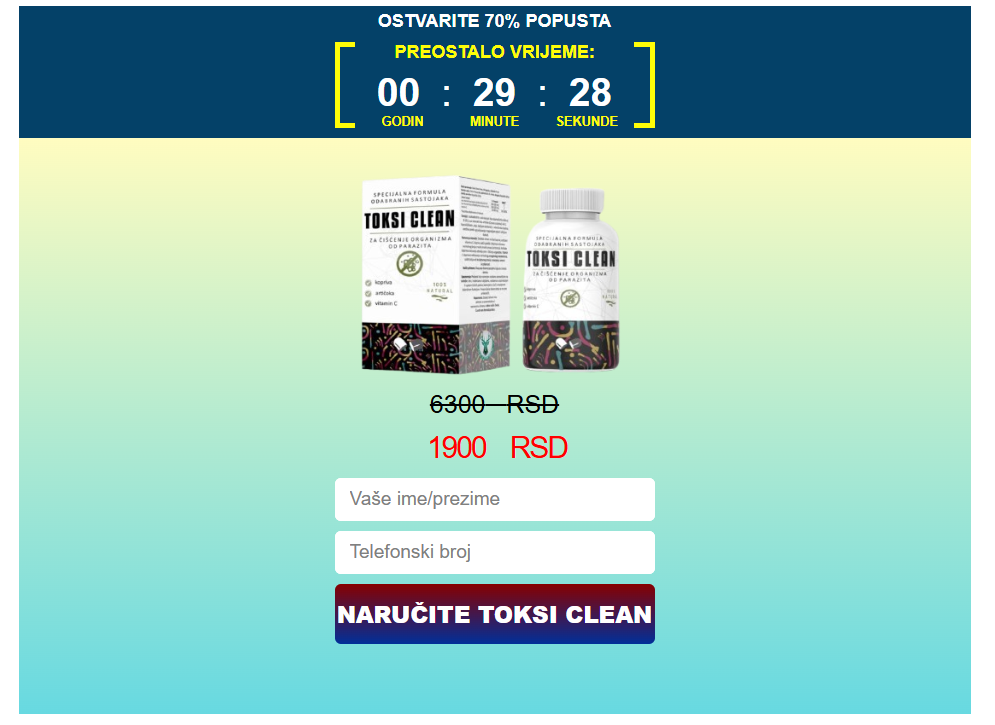 OSTVARITE 70% POPUSTA
PREOSTALO VRIJEME:
00 : 29 : 28
GODIN MINUTE SEKUNDE
SPECIJALNA FORMULA
ODABRANIH SASTOJAKA
TOKSI CLEAN
ZA ČIŠĆENJE ORGANIZMA
OD PARAZITA
kopriva
artičoka
vitamin C
100%
NATURAL
SPECIJALNA FORMULA
ODABRANIH SASTOJAKA
TOKSI CLEAN
ZA ČIŠĆENJE ORGANIZMA
OD PARAZITA
6300 RSD
1900 RSD
Vaše ime/prezime
Telefonski broj
NARUČITE TOKSI CLEAN